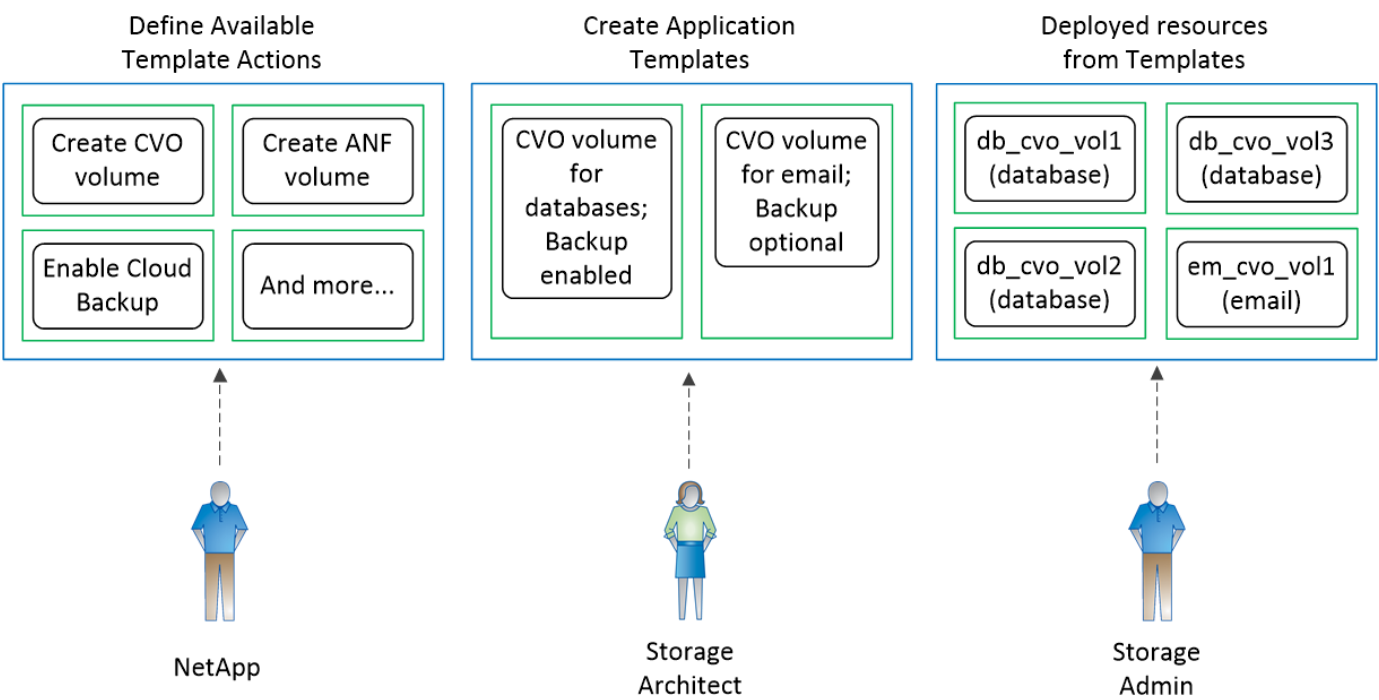 Define Available
Template Actions
Create CVO
volume
Create ANF
volume
Enable Cloud
Backup
And more...
NetApp
Create Application
Templates
CVO volume
for
databases;
Backup
enabled
CVO volume
for email;
Backup
optional
Storage
Architect
Deployed resources
from Templates
db_cvo_vol1
(database)
db_cvo_vol3
(database)
db_cvo_vol2
(database)
em_cvo_vol1
(email)
Storage
Admin